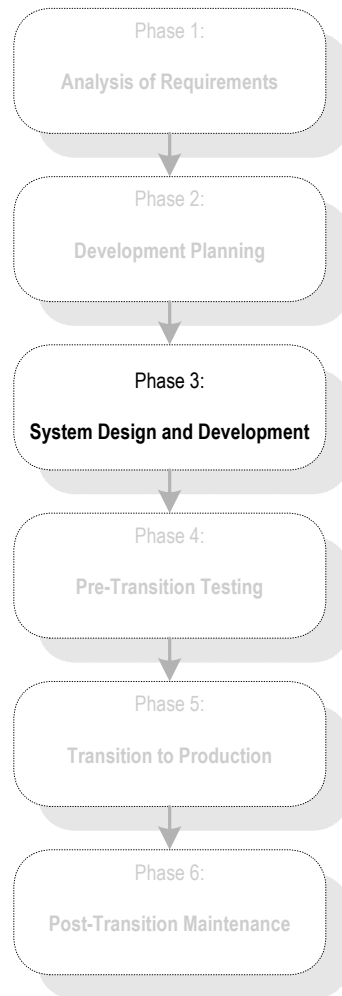 Phase 1:
Analysis of Requirements
Phase 2:
Development Planning
Phase 3:
System Design and Development
Phase 4:
Pre-Transition Testing
Phase 5:
Transition to Production
Phase 6:
Post-Transition Maintenance